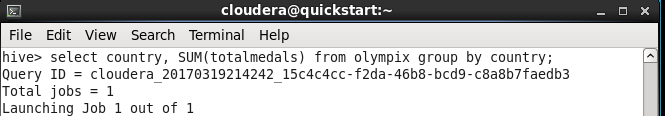 cloudera@quickstart:~
File Edit View Search Terminal Help
hive> select country, SUM(totalmedals) from olympix group by country;
Query ID = cloudera_20170319214242_15c4c4cc-f2da-46b8-bcd9-c8a8b7faedb3
Total jobs = 1
Launching Job 1 out of 1